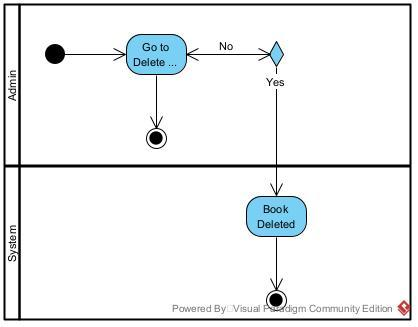 Admin
Go to
Delete ...
No
Yes
System
Book
Deleted
Powered By Visual Paradigm Community Edition